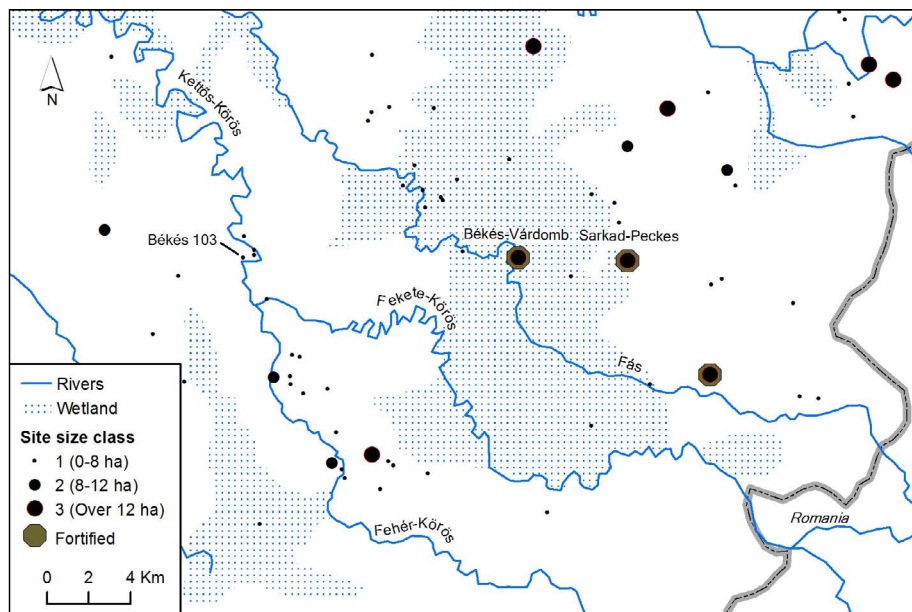 N
Kettős-Körös
Békés 103
Békés-Várdomb
Sarkad-Peckes
Fekete-Körös
Fás
Fehér-Körös
Romania
Rivers
Wetland
Site size class
1 (0-8 ha)
2 (8-12 ha)
3 (Over 12 ha)
Fortified
0 2 4 Km